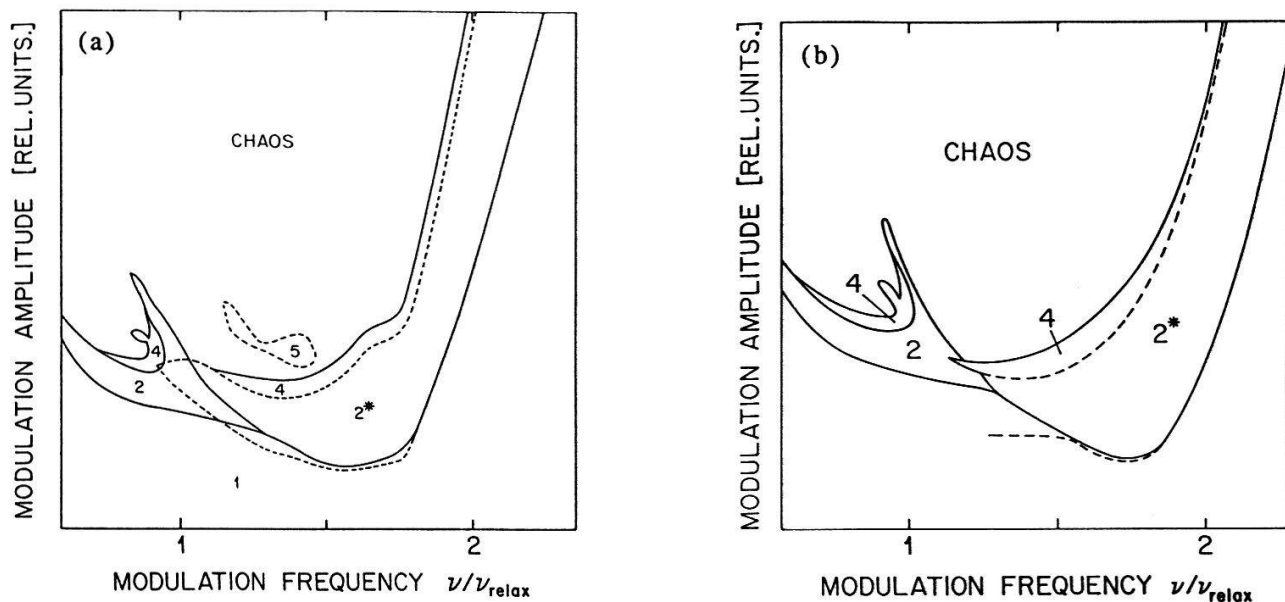 (a)
MODULATION AMPLITUDE [REL.UNITS.]
CHAOS
5
4
4
2
2*
1
1
2
MODULATION FREQUENCY ν/νrelax
(b)
MODULATION AMPLITUDE [REL.UNITS.]
CHAOS
4
4
2*
2
1
2
MODULATION FREQUENCY ν/νrelax